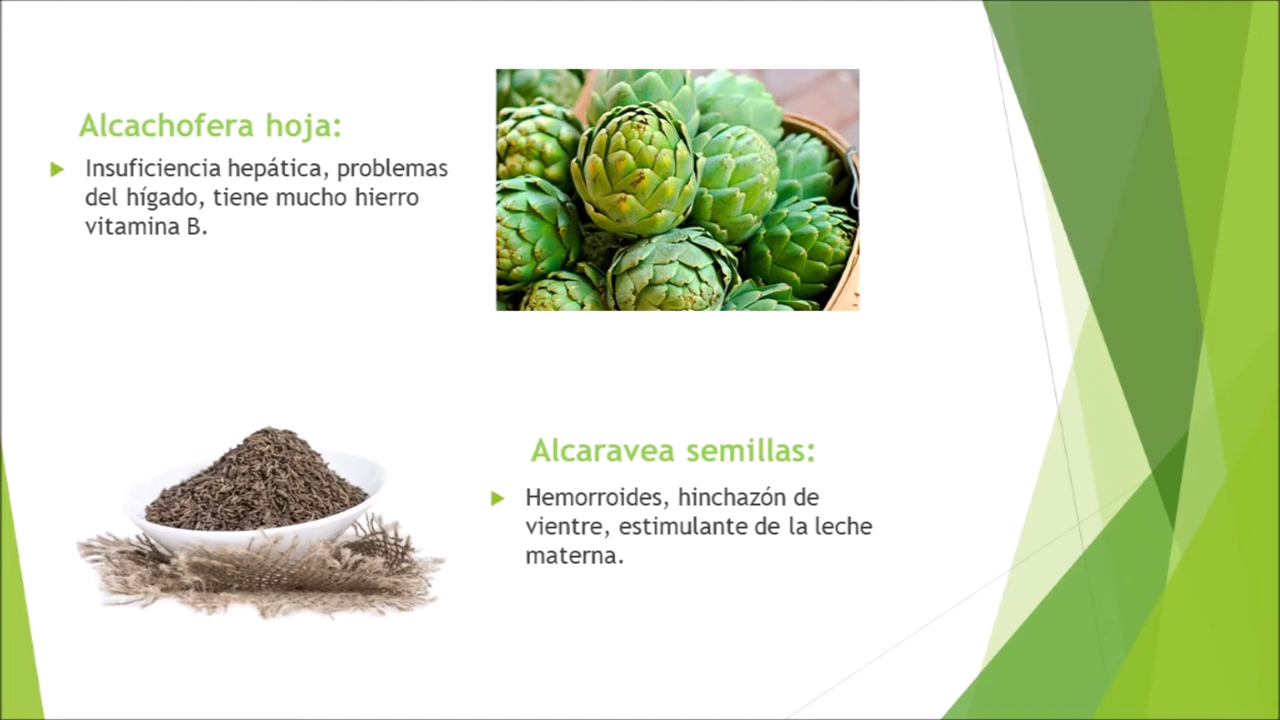 Alcachofera hoja:
Insuficiencia hepática, problemas
del hígado, tiene mucho hierro
vitamina B.
Alcaravea semillas:
Hemorroides, hinchazón de
vientre, estimulante de la leche
materna.